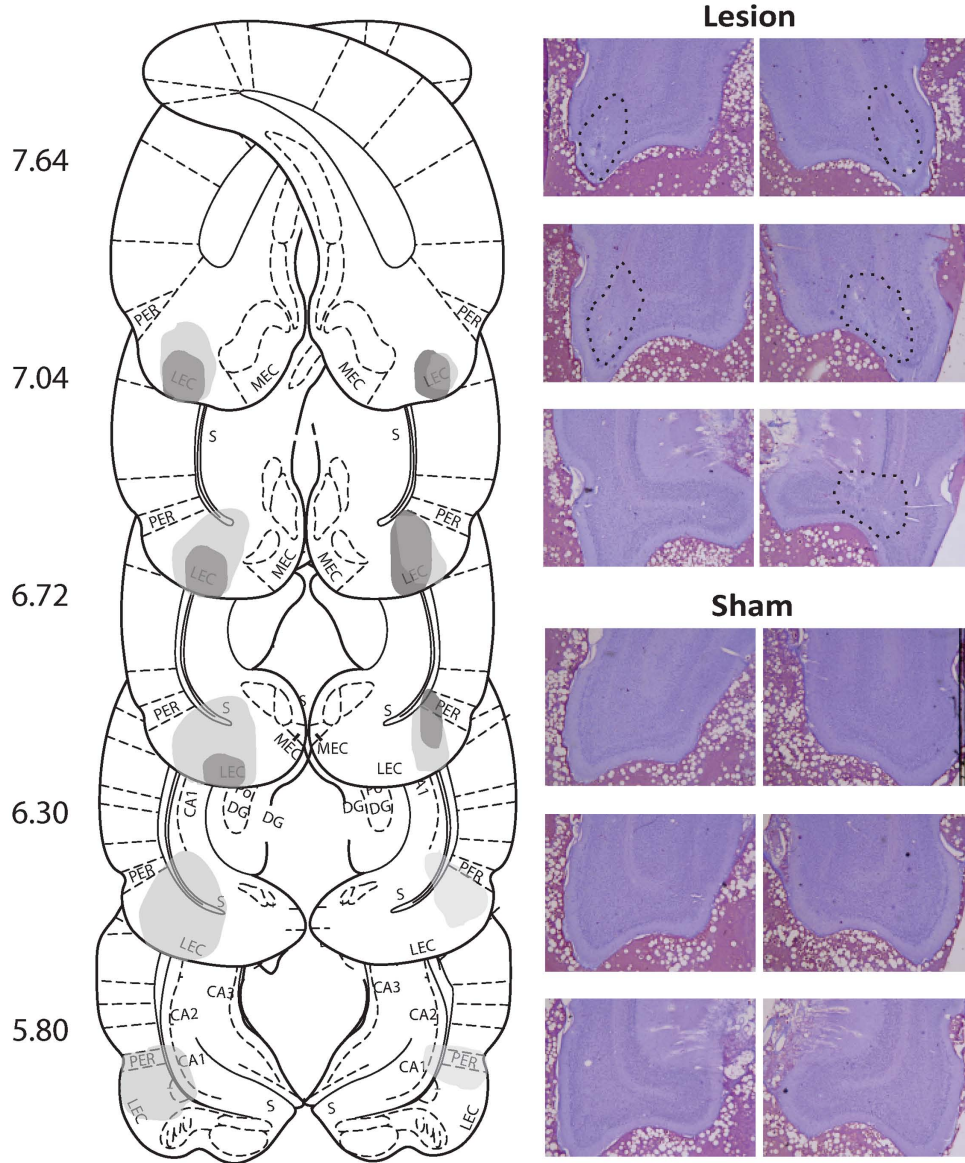 Lesion
7.64
PER
PER
LEC
MEC
MEC
LEC
7.04
S
PER
PER
LEC
MEC
MEC
LEC
6.72
Sham
PER
S
S
S
PER
MEC
MEC
LEC
LEC
CA1
DG
DG
DG
DG
6.30
PER
PER
S
S
LEC
LEC
CA3
CA3
CA2
CA2
5.80
PER
CA1
CA1
PER
LEC
S
S
LEC